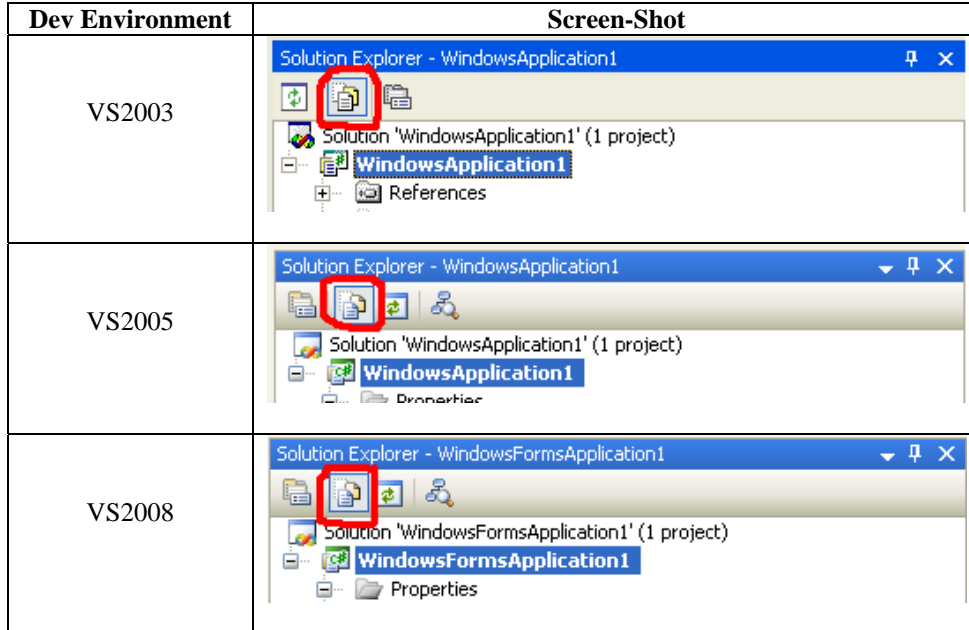 Dev Environment Screen-Shot
VS2003
Solution Explorer - WindowsApplication1
Solution 'WindowsApplication1' (1 project)
WindowsApplication1
References
VS2005
Solution Explorer - WindowsApplication1
Solution 'WindowsApplication1' (1 project)
WindowsApplication1
Properties
VS2008
Solution Explorer - WindowsFormsApplication1
Solution 'WindowsFormsApplication1' (1 project)
WindowsFormsApplication1
Properties